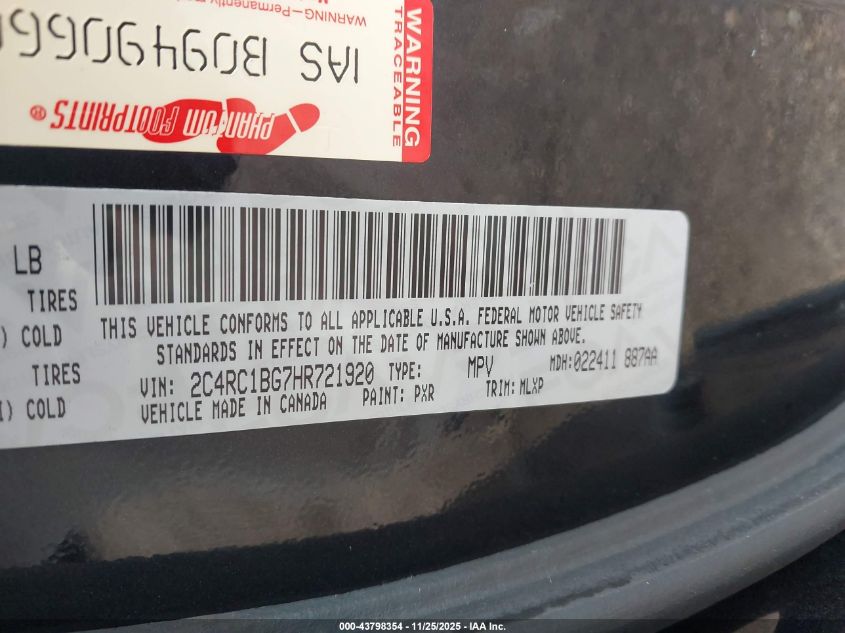 WARNING—Permanently
IAS B094906
WARNING
TRACEABLE
PHANTOM FOOTPRINTS®
LB
TIRES
) COLD
TIRES
) COLD
THIS VEHICLE CONFORMS TO ALL APPLICABLE U.S.A. FEDERAL MOTOR VEHICLE SAFETY
STANDARDS IN EFFECT ON THE DATE OF MANUFACTURE SHOWN ABOVE.
VIN: 2C4RC1BG7HR721920 TYPE: MPV MDH:022411 887AA
VEHICLE MADE IN CANADA PAINT: PXR TRIM: MLXP
000-43798354 - 11/25/2025 - IAA Inc.